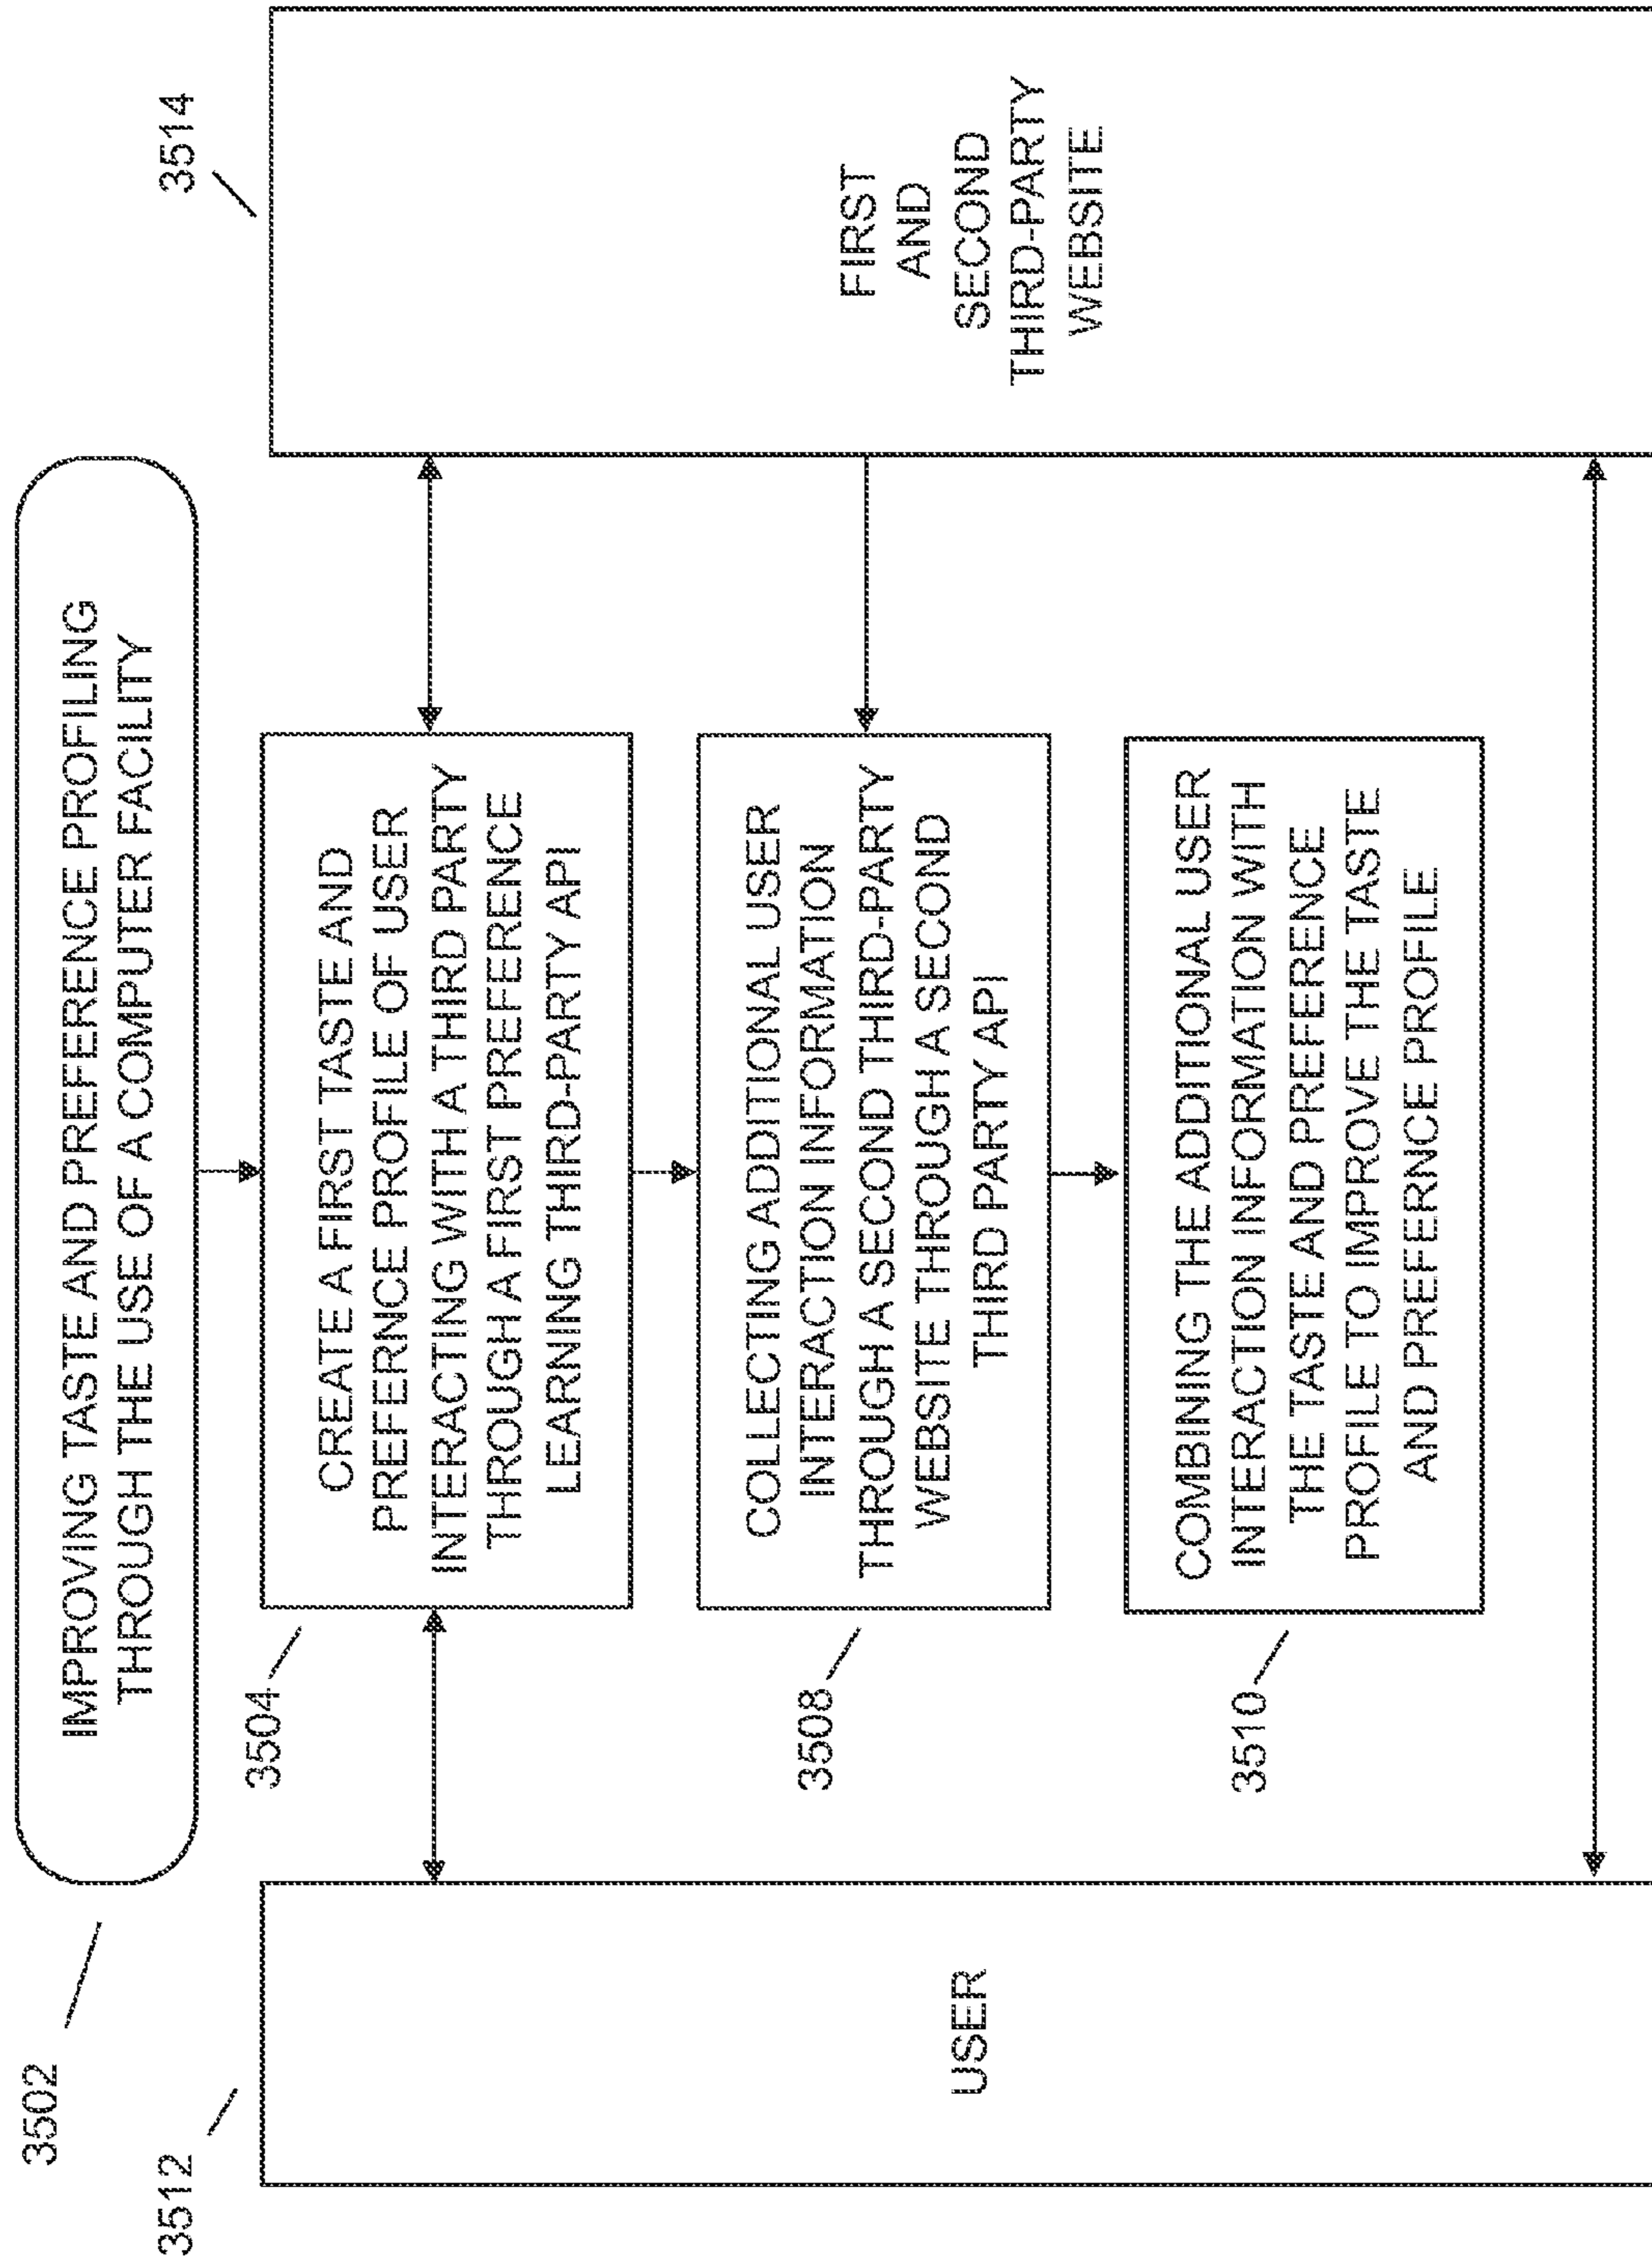 3502
IMPROVING TASTE AND PREFERENCE PROFILING
THROUGH THE USE OF A COMPUTER FACILITY
3512
USER
3504
CREATE A FIRST TASTE AND
PREFERENCE PROFILE OF USER
INTERACTING WITH A THIRD PARTY
THROUGH A FIRST PREFERENCE
LEARNING THIRD-PARTY API
3508
COLLECTING ADDITIONAL USER
INTERACTION INFORMATION
THROUGH A SECOND THIRD-PARTY
WEBSITE THROUGH A SECOND
THIRD PARTY API
3510
COMBINING THE ADDITIONAL USER
INTERACTION INFORMATION WITH
THE TASTE AND PREFERENCE
PROFILE TO IMPROVE THE TASTE
AND PREFERENCE PROFILE
3514
FIRST
AND
SECOND
THIRD-PARTY
WEBSITE